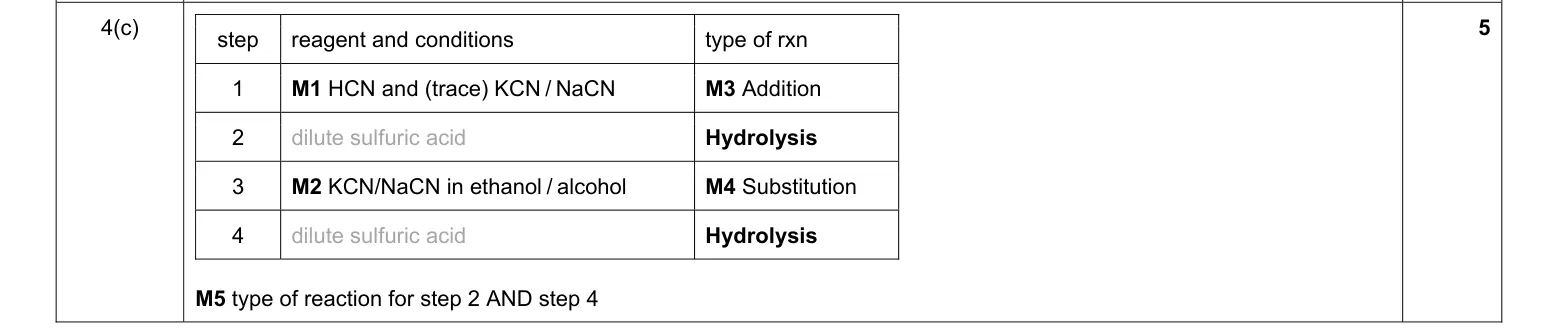 4(c) 5
step reagent and conditions type of rxn
1 M1 HCN and (trace) KCN / NaCN M3 Addition
2 dilute sulfuric acid Hydrolysis
3 M2 KCN/NaCN in ethanol / alcohol M4 Substitution
4 dilute sulfuric acid Hydrolysis
M5 type of reaction for step 2 AND step 4